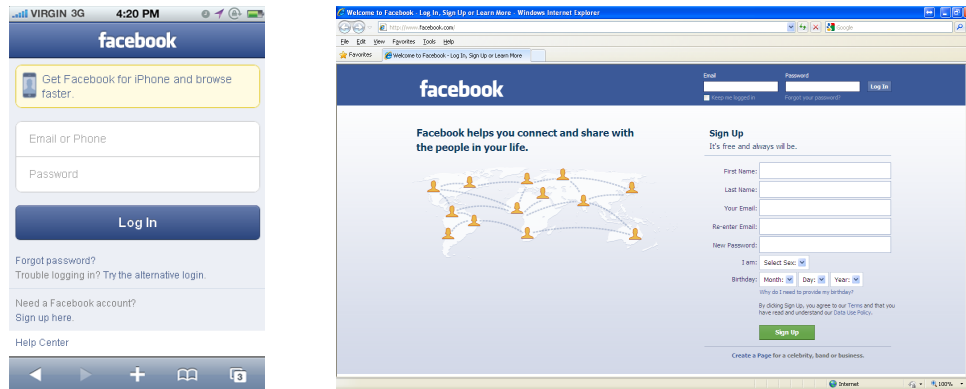 VIRGIN 3G 4:20 PM
facebook
Get Facebook for iPhone and browse
faster.
Email or Phone
Password
Log In
Forgot password?
Trouble logging in? Try the alternative login.
Need a Facebook account?
Sign up here.
Help Center
3
Welcome to Facebook - Log In, Sign Up or Learn More - Windows Internet Explorer
http://www.facebook.com/
Google
File Edit View Favorites Tools Help
Favorites Welcome to Facebook - Log In, Sign Up or Learn More
facebook
Email Password
Log In
Keep me logged in Forgot your password?
Facebook helps you connect and share with
the people in your life.
Sign Up
It's free and always will be.
First Name:
Last Name:
Your Email:
Re-enter Email:
New Password:
I am: Select Sex:
Birthday: Month: Day: Year:
Why do I need to provide my birthday?
By clicking Sign Up, you agree to our Terms and that you
have read and understand our Data Use Policy.
Sign Up
Create a Page for a celebrity, band or business.
Internet 100%